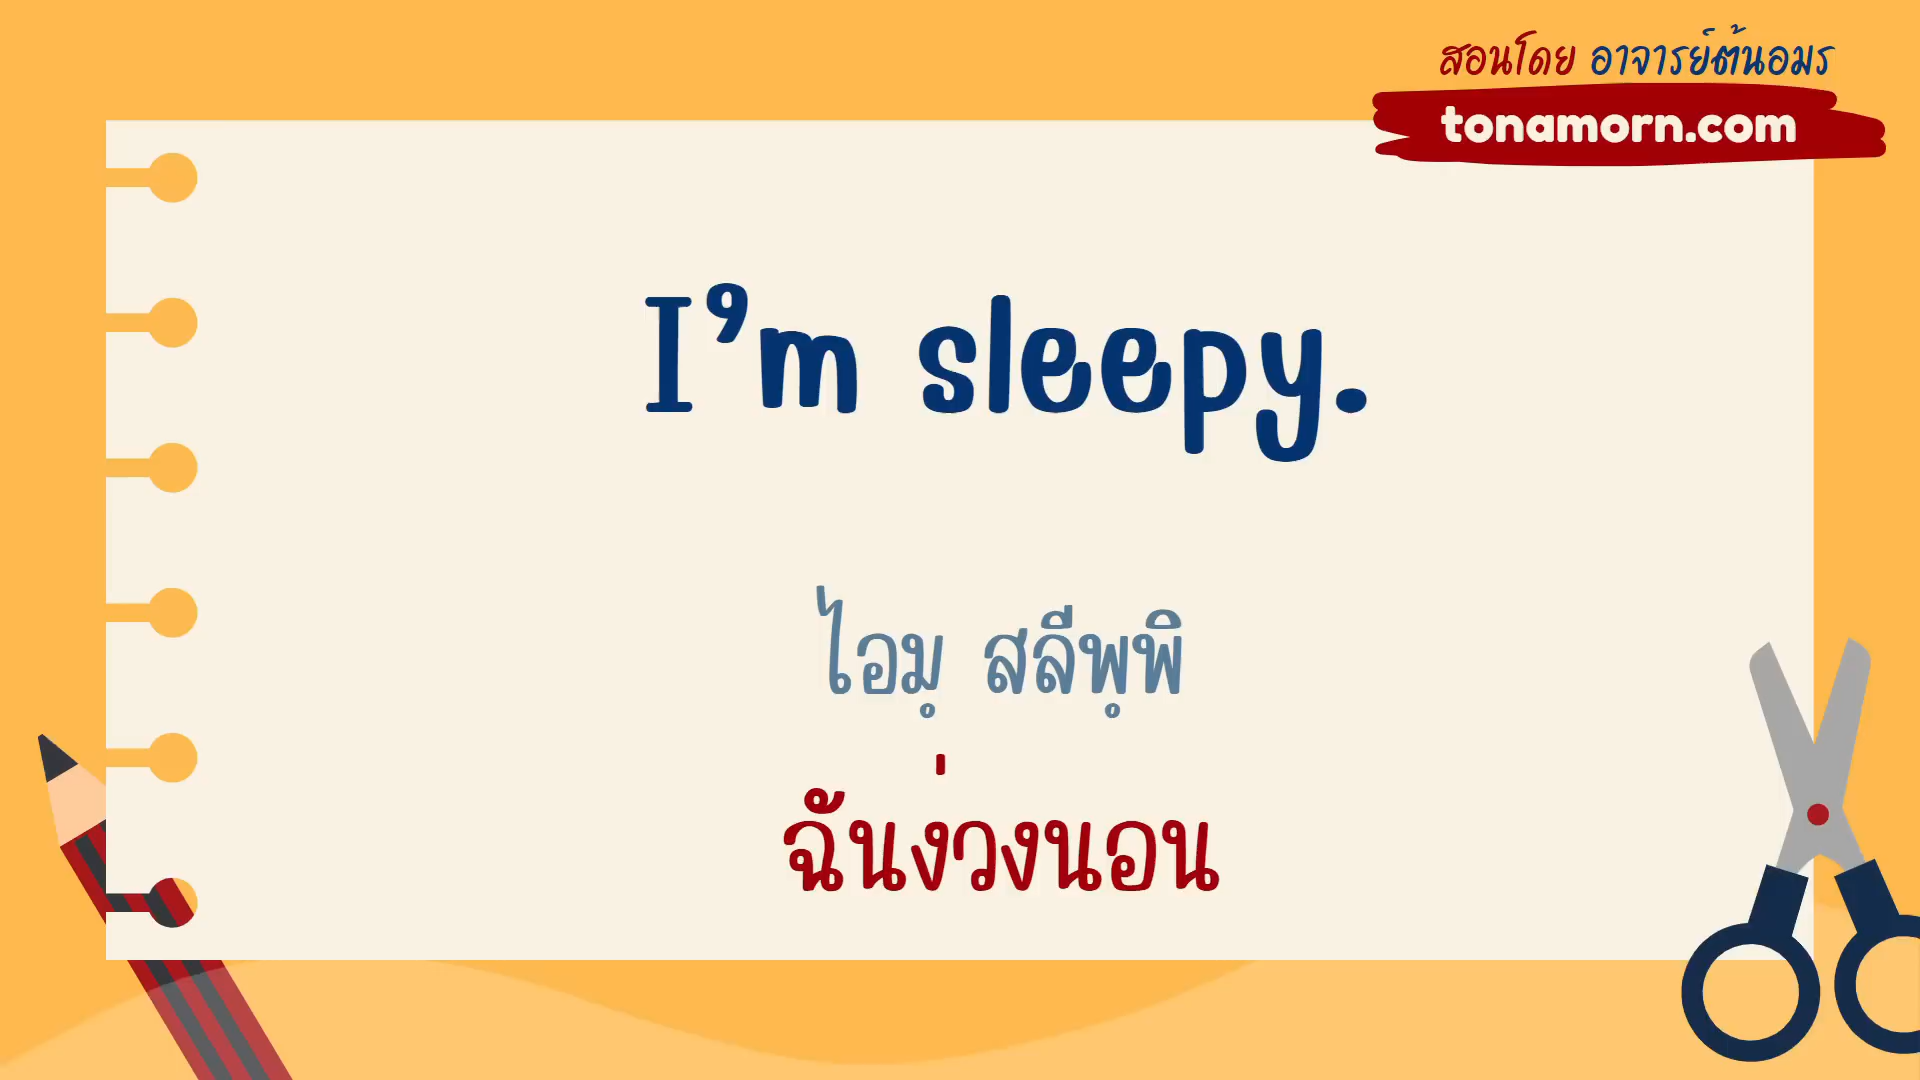 สอนโดย อาจารย์ต้นอมร
tonamorn.com
I'm sleepy.
ไอมฺ สลีพฺพิ
ฉันง่วงนอน